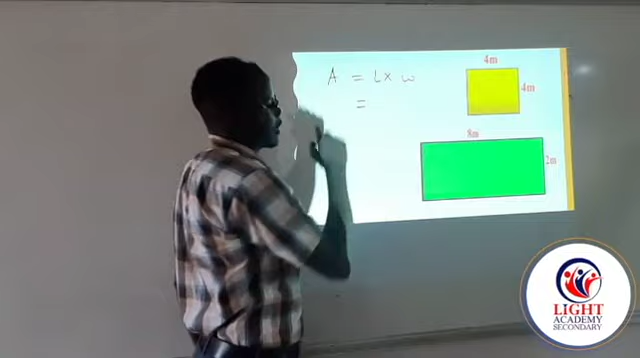 A = L x w
=
4m
4m
8m
2m
LIGHT
ACADEMY
SECONDARY